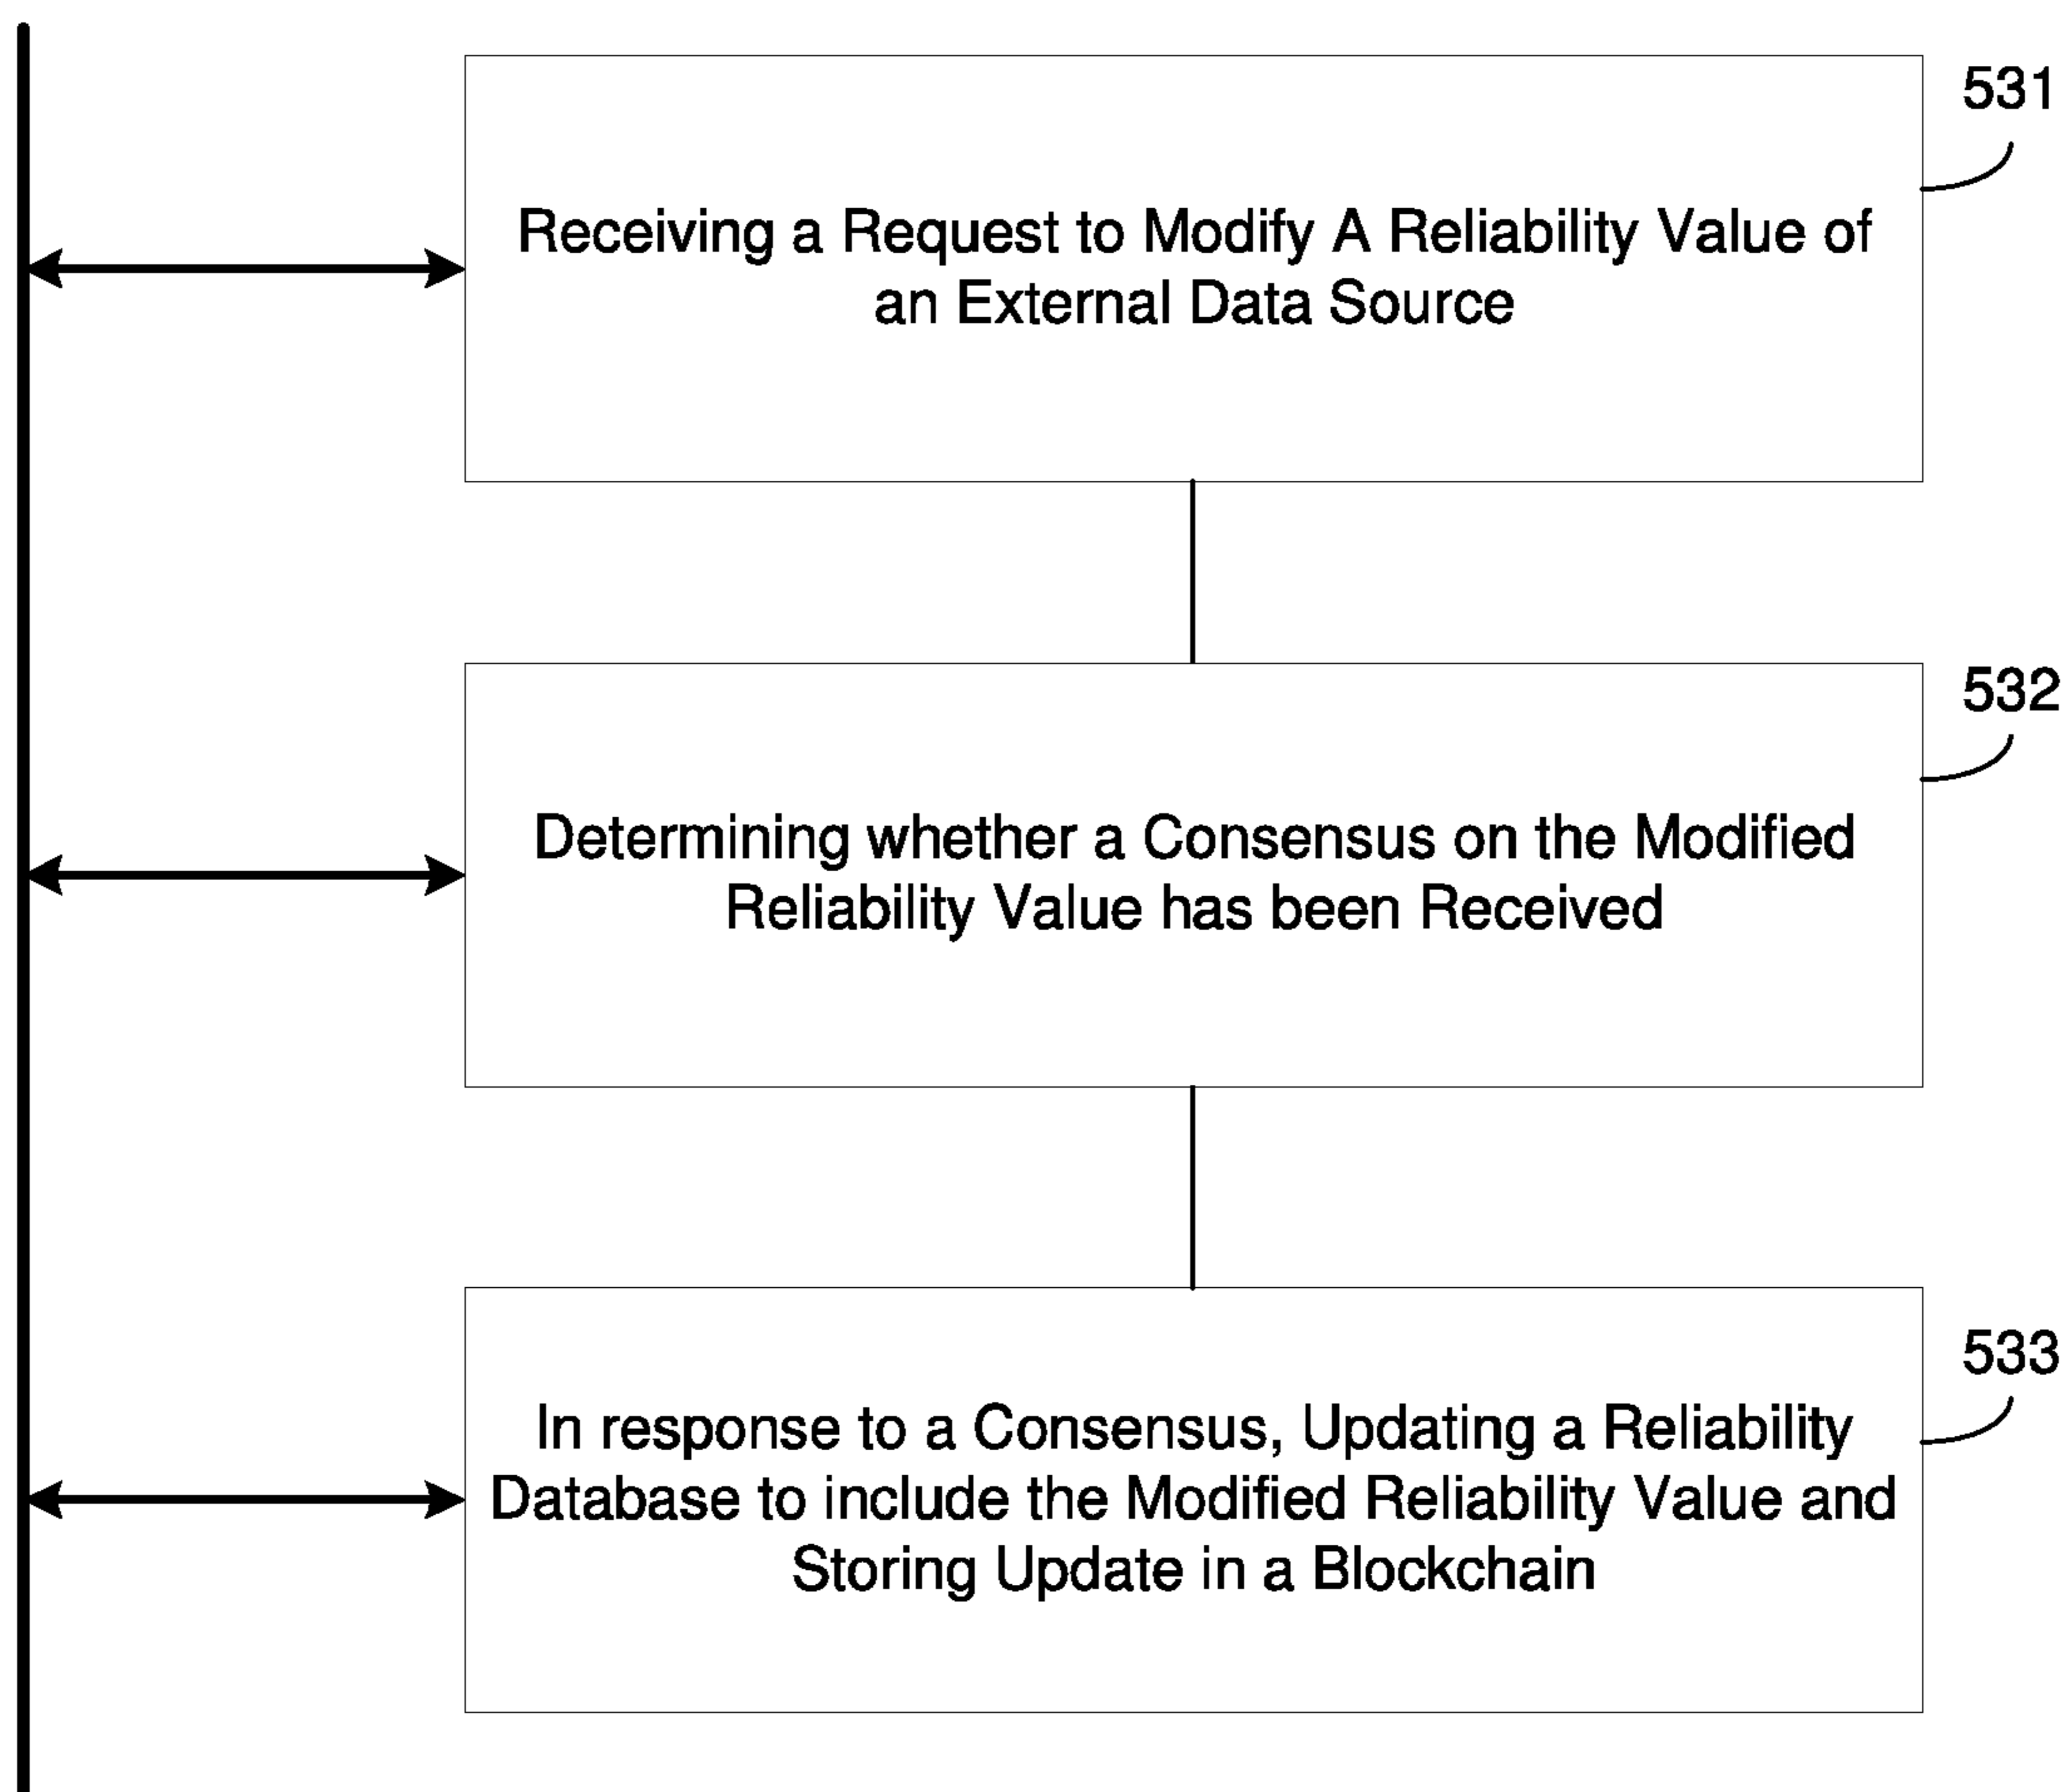 531
Receiving a Request to Modify A Reliability Value of
an External Data Source
532
Determining whether a Consensus on the Modified
Reliability Value has been Received
533
In response to a Consensus, Updating a Reliability
Database to include the Modified Reliability Value and
Storing Update in a Blockchain